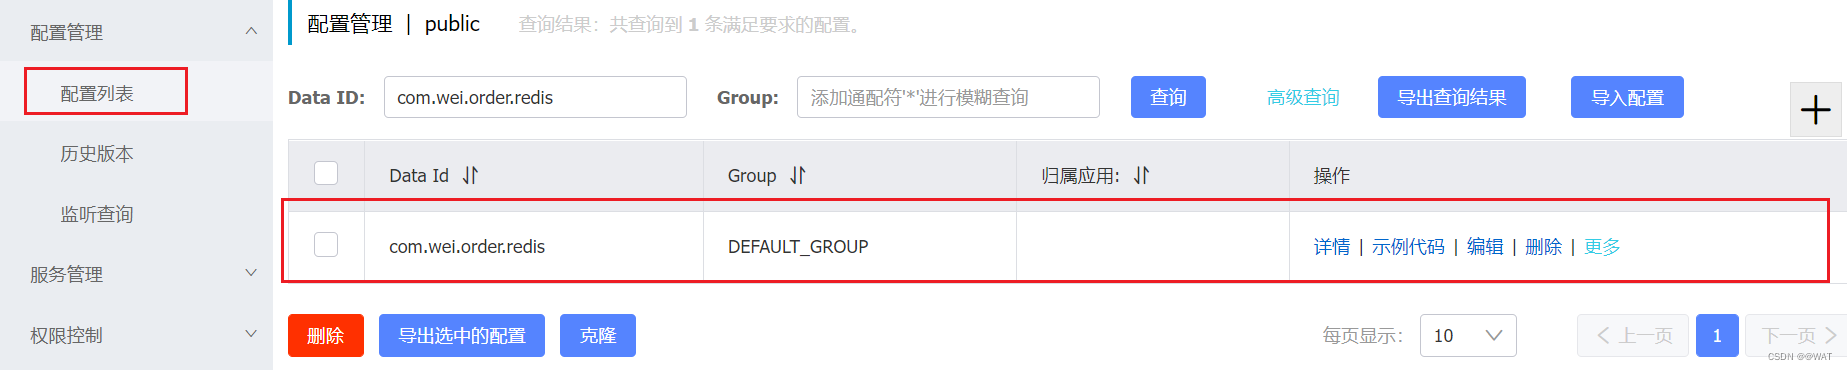 配置管理
配置列表
历史版本
监听查询
服务管理
权限控制
配置管理 | public 查询结果：共查询到 1 条满足要求的配置。
Data ID: com.wei.order.redis Group: 添加通配符'*'进行模糊查询 查询 高级查询 导出查询结果 导入配置
Data Id Group 归属应用: 操作
com.wei.order.redis DEFAULT_GROUP 详情 | 示例代码 | 编辑 | 删除 | 更多
删除 导出选中的配置 克隆 每页显示: 10 上一页 1 下一页
CSDN @@WAT